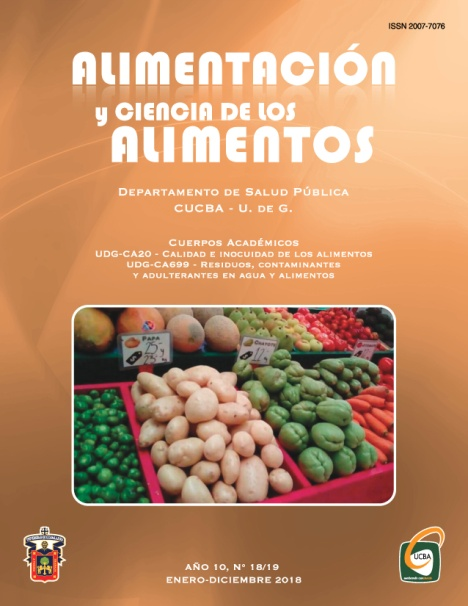 ISSN 2007-7076
ALIMENTACIÓN
y CIENCIA DE LOS
ALIMENTOS
DEPARTAMENTO DE SALUD PÚBLICA
CUCBA - U. DE G.
CUERPOS ACADÉMICOS
UDG-CA20 - CALIDAD E INOCUIDAD DE LOS ALIMENTOS
UDG-CA699 - RESIDUOS, CONTAMINANTES
Y ADULTERANTES EN AGUA Y ALIMENTOS
PAPA
CHAYOTE
UCBA
AÑO 10, N° 18/19
ENERO-DICIEMBRE 2018